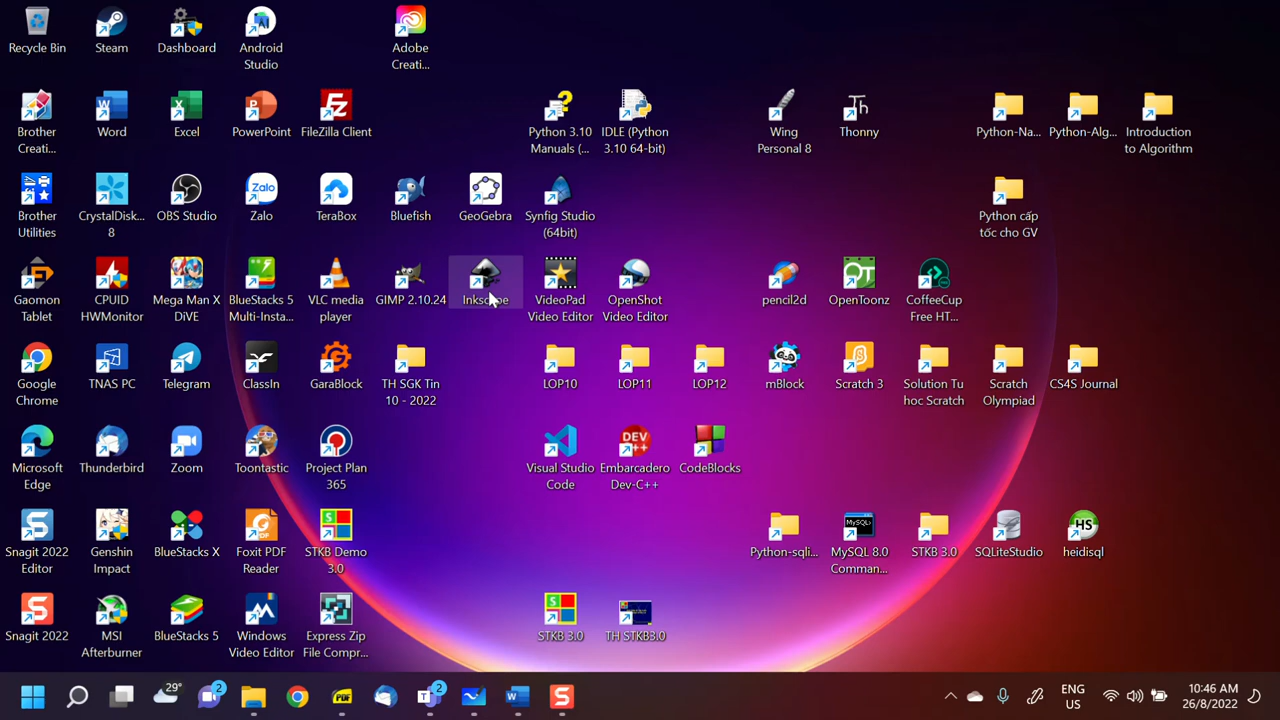 Recycle Bin
Steam
Dashboard
Android
Studio
Adobe
Creati...
Brother
Creati...
Word
Excel
PowerPoint
FileZilla Client
Python 3.10
Manuals (...
IDLE (Python
3.10 64-bit)
Wing
Personal 8
Thonny
Python-Na...
Python-Alg...
Introduction
to Algorithm
Brother
Utilities
CrystalDisk...
8
OBS Studio
Zalo
TeraBox
Bluefish
GeoGebra
Synfig Studio
(64bit)
Python cấp
tốc cho GV
Gaomon
Tablet
CPUID
HWMonitor
Mega Man X
DiVE
BlueStacks 5
Multi-Insta...
VLC media
player
GIMP 2.10.24
Inkscape
VideoPad
Video Editor
OpenShot
Video Editor
pencil2d
OpenToonz
CoffeeCup
Free HT...
Google
Chrome
TNAS PC
Telegram
ClassIn
GaraBlock
TH SGK Tin
10 - 2022
LOP10
LOP11
LOP12
mBlock
Scratch 3
Solution Tu
hoc Scratch
Scratch
Olympiad
CS4S Journal
Microsoft
Edge
Thunderbird
Zoom
Toontastic
Project Plan
365
Visual Studio
Code
Embarcadero
Dev-C++
CodeBlocks
Snagit 2022
Editor
Genshin
Impact
BlueStacks X
Foxit PDF
Reader
STKB Demo
3.0
Python-sqli...
MySQL 8.0
Comman...
STKB 3.0
SQLiteStudio
heidisql
Snagit 2022
MSI
Afterburner
BlueStacks 5
Windows
Video Editor
Express Zip
File Compr...
STKB 3.0
TH STKB3.0
29°
2
2
ENG
US
10:46 AM
26/8/2022